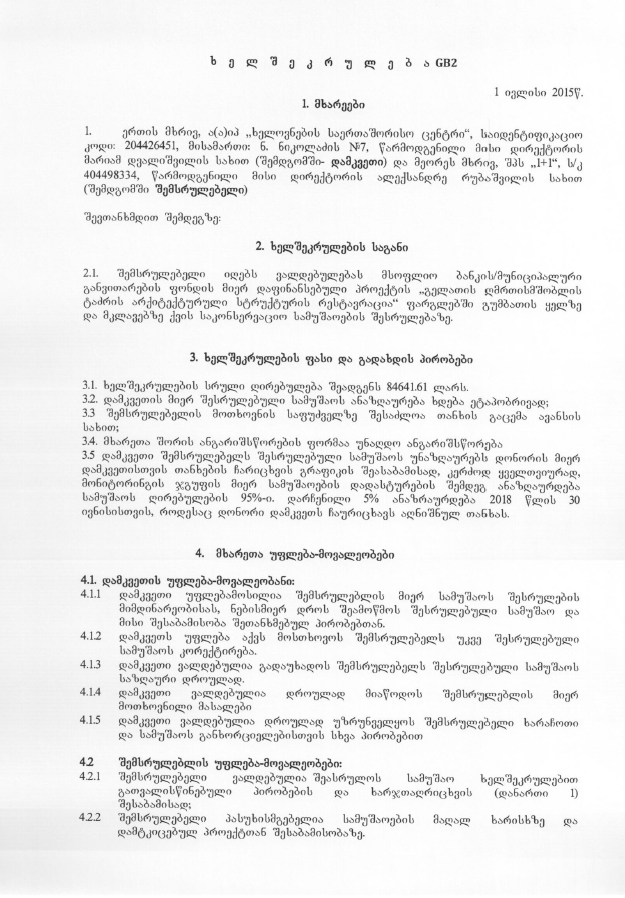 ხ ე ლ შ ე კ რ უ ლ ე ბ ა GB2
1 ივლისი 2015წ.
1. მხარეები
1. ერთის მხრივ, ა(ა)იპ „ხელოვნების საერთაშორისო ცენტრი“, საიდენტიფიკაციო
კოდი: 204426451, მისამართი: ნ. ნიკოლაძის №7, წარმოდგენილი მისი დირექტორის
მარიამ დვალიშვილის სახით (შემდგომში- დამკვეთი) და მეორეს მხრივ, შპს „1+1“, ს/კ
404498334, წარმოდგენილი მისი დირექტორის ალექსანდრე რუბაშვილის სახით
(შემდგომში შემსრულებელი)
შევთანხმდით შემდეგზე:
2. ხელშეკრულების საგანი
2.1. შემსრულებელი იღებს ვალდებულებას მსოფლიო ბანკის/მუნიციპალური
განვითარების ფონდის მიერ დაფინანსებული პროექტის „გელათის ღმრთისმშობლის
ტაძრის არქიტექტურული სტრუქტურის რესტავრაცია“ ფარგლებში გუმბათის ყელზე
და მკლავებზე ქვის საკონსერვაციო სამუშაოების შესრულებაზე.
3. ხელშეკრულების ფასი და გადახდის პირობები
3.1. ხელშეკრულების სრული ღირებულება შეადგენს 84641.61 ლარს.
3.2. დამკვეთის მიერ შესრულებული სამუშაოს ანაზღაურება ხდება ეტაპობრივად;
3.3 შემსრულებელის მოთხოვნის საფუძველზე შესაძლოა თანხის გაცემა ავანსის
სახით;
3.4. მხარეთა შორის ანგარიშსწორების ფორმაა უნაღდო ანგარიშსწორება
3.5 დამკვეთი შემსრულებელს შესრულებული სამუშაოს უნაზღაურებს დონორის მიერ
დამკვეთისთვის თანხების ჩარიცხვის გრაფიკის შეასაბამისად, კერძოდ ყველთვიურად,
მონიტორინგის ჯგუფის მიერ სამუშაოების დადასტურების შემდეგ ანაზღაურდება
სამუშაოს ღირებულების 95%-ი. დარჩენილი 5% ანაზრაურდება 2018 წლის 30
ივნისისთვის, როდესაც დონორი დამკვეთს ჩაურიცხავს აღნიშნულ თანხას.
4. მხარეთა უფლება-მოვალეობები
4.1. დამკვეთის უფლება-მოვალეობანი:
4.1.1 დამკვეთი უფლებამოსილია შემსრულებლის მიერ სამუშაოს შესრულების
მიმდინარეობისას, ნებისმიერ დროს შეამოწმოს შესრულებული სამუშაო და
მისი შესაბამისობა შეთანხმებულ პირობებთან.
4.1.2 დამკვეთს უფლება აქვს მოსთხოვოს შემსრულებელს უკვე შესრულებული
სამუშაოს კორექტირება.
4.1.3 დამკვეთი ვალდებულია გადაუხადოს შემსრულებელს შესრულებული სამუშაოს
საზღაური დროულად.
4.1.4 დამკვეთი ვალდებულია დროულად მიაწოდოს შემსრულებლის მიერ
მოთხოვნილი მასალები
4.1.5 დამკვეთი ვალდებულია დროულად უზრუნველყოს შემსრულებელი ხარაჩოთი
და სამუშაოს განხორციელებისთვის სხვა პირობებით
4.2 შემსრულებლის უფლება-მოვალეობები:
4.2.1 შემსრულებელი ვალდებულია შეასრულოს სამუშაო ხელშეკრულებით
გათვალისწინებული პირობების და ხარჯთაღრიცხვის (დანართი 1)
შესაბამისად;
4.2.2 შემსრულებელი პასუხისმგებელია სამუშაოების მაღალ ხარისხზე და
დამტკიცებულ პროექტთან შესაბამისობაზე.